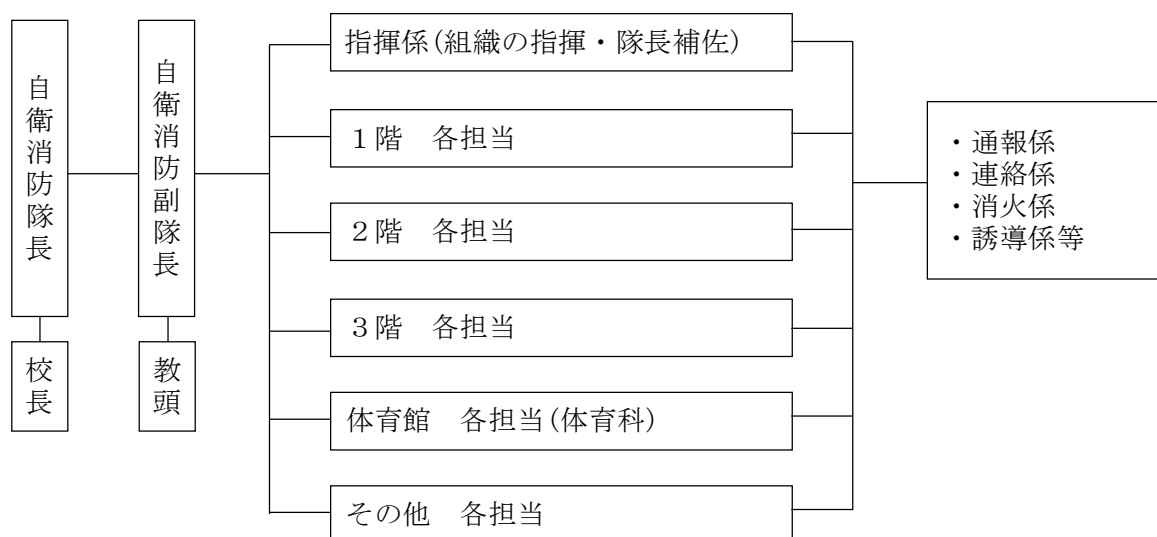 自衛消防隊長
校長
自衛消防副隊長
教頭
指揮係(組織の指揮・隊長補佐)
1階　各担当
2階　各担当
3階　各担当
体育館　各担当(体育科)
その他　各担当
・通報係
・連絡係
・消火係
・誘導係等